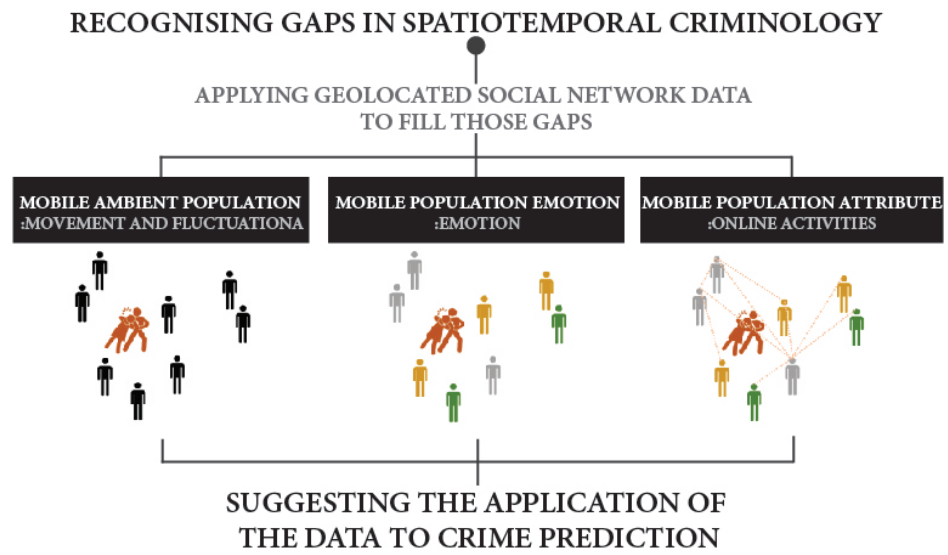 RECOGNISING GAPS IN SPATIOTEMPORAL CRIMINOLOGY
APPLYING GEOLOCATED SOCIAL NETWORK DATA
TO FILL THOSE GAPS
MOBILE AMBIENT POPULATION
:MOVEMENT AND FLUCTUATIONA
MOBILE POPULATION EMOTION
:EMOTION
MOBILE POPULATION ATTRIBUTE
:ONLINE ACTIVITIES
SUGGESTING THE APPLICATION OF
THE DATA TO CRIME PREDICTION